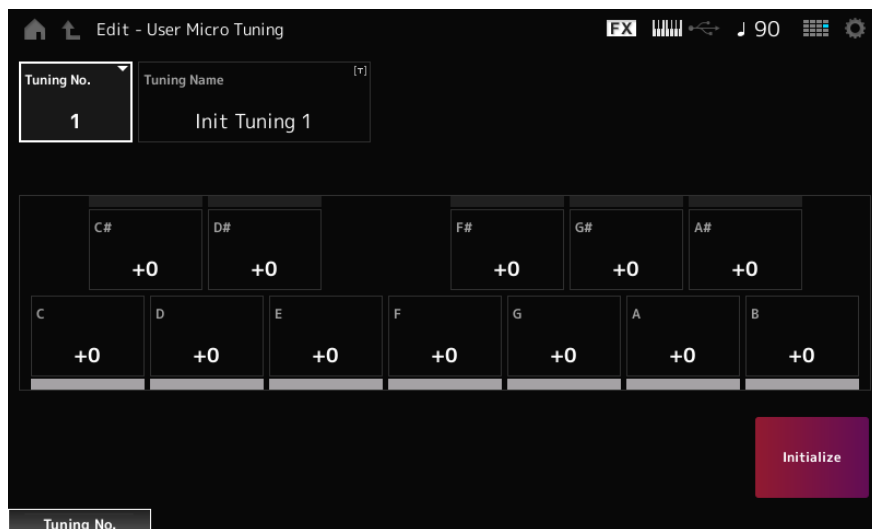 Edit - User Micro Tuning FX ♩ 90
Tuning No. Tuning Name [T]
1 Init Tuning 1
C# D# F# G# A#
+0 +0 +0 +0 +0
C D E F G A B
+0 +0 +0 +0 +0 +0 +0
Initialize
Tuning No.